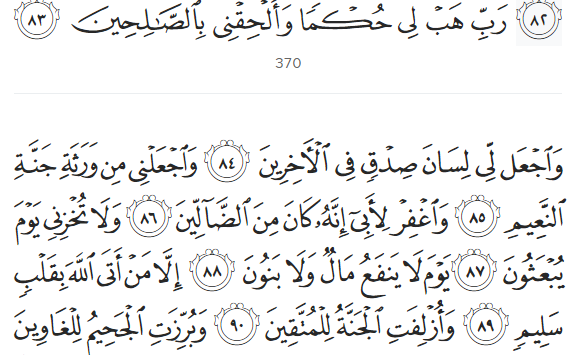 ٨٢ رَبِّ هَبۡ لِي حُكۡمٗا وَأَلۡحِقۡنِي بِٱلصَّٰلِحِينَ ٨٣
370
وَٱجۡعَل لِّي لِسَانَ صِدۡقٖ فِي ٱلۡأٓخِرِينَ ٨٤ وَٱجۡعَلۡنِي مِن وَرَثَةِ جَنَّةِ
ٱلنَّعِيمِ ٨٥ وَٱغۡفِرۡ لِأَبِيٓ إِنَّهُۥ كَانَ مِنَ ٱلضَّآلِّينَ ٨٦ وَلَا تُخۡزِنِي يَوۡمَ
يُبۡعَثُونَ ٨٧ يَوۡمَ لَا يَنفَعُ مَالٞ وَلَا بَنُونَ ٨٨ إِلَّا مَنۡ أَتَى ٱللَّهَ بِقَلۡبٖ
سَلِيمٖ ٨٩ وَأُزۡلِفَتِ ٱلۡجَنَّةُ لِلۡمُتَّقِينَ ٩٠ وَبُرِّزَتِ ٱلۡجَحِيمُ لِلۡغَاوِينَ